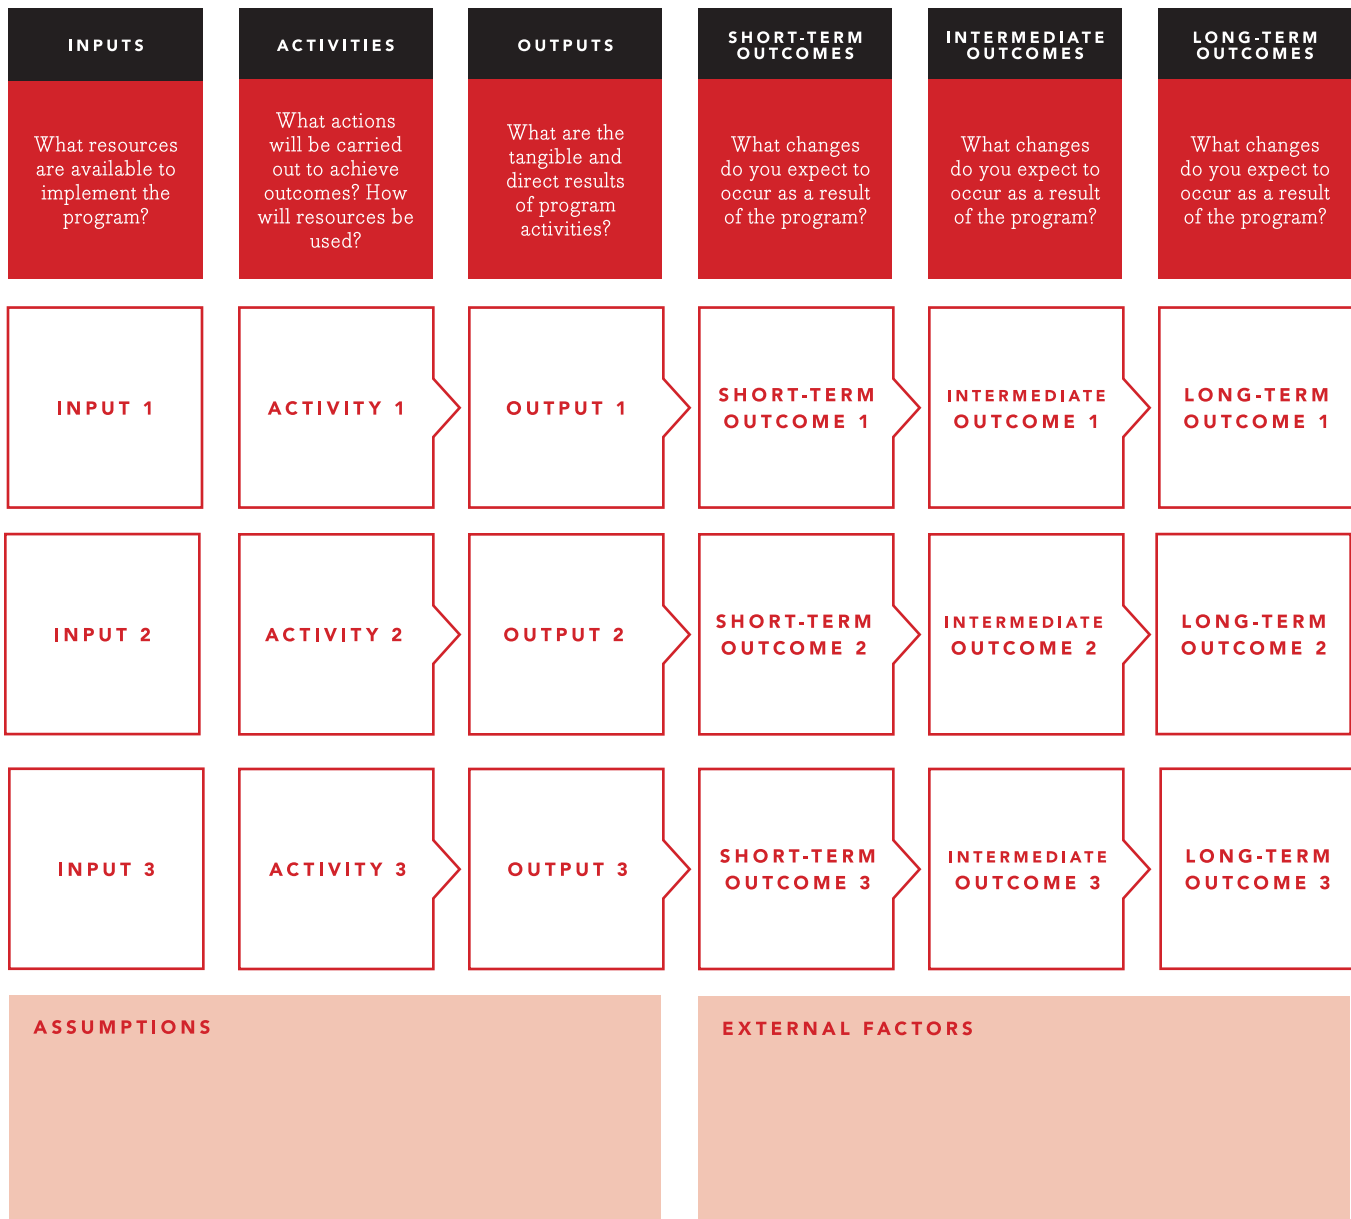 INPUTS
What resources
are available to
implement the
program?
ACTIVITIES
What actions
will be carried
out to achieve
outcomes? How
will resources be
used?
OUTPUTS
What are the
tangible and
direct results
of program
activities?
SHORT-TERM
OUTCOMES
What changes
do you expect to
occur as a result
of the program?
INTERMEDIATE
OUTCOMES
What changes
do you expect to
occur as a result
of the program?
LONG-TERM
OUTCOMES
What changes
do you expect to
occur as a result
of the program?
INPUT 1
ACTIVITY 1
OUTPUT 1
SHORT-TERM
OUTCOME 1
INTERMEDIATE
OUTCOME 1
LONG-TERM
OUTCOME 1
INPUT 2
ACTIVITY 2
OUTPUT 2
SHORT-TERM
OUTCOME 2
INTERMEDIATE
OUTCOME 2
LONG-TERM
OUTCOME 2
INPUT 3
ACTIVITY 3
OUTPUT 3
SHORT-TERM
OUTCOME 3
INTERMEDIATE
OUTCOME 3
LONG-TERM
OUTCOME 3
ASSUMPTIONS
EXTERNAL FACTORS